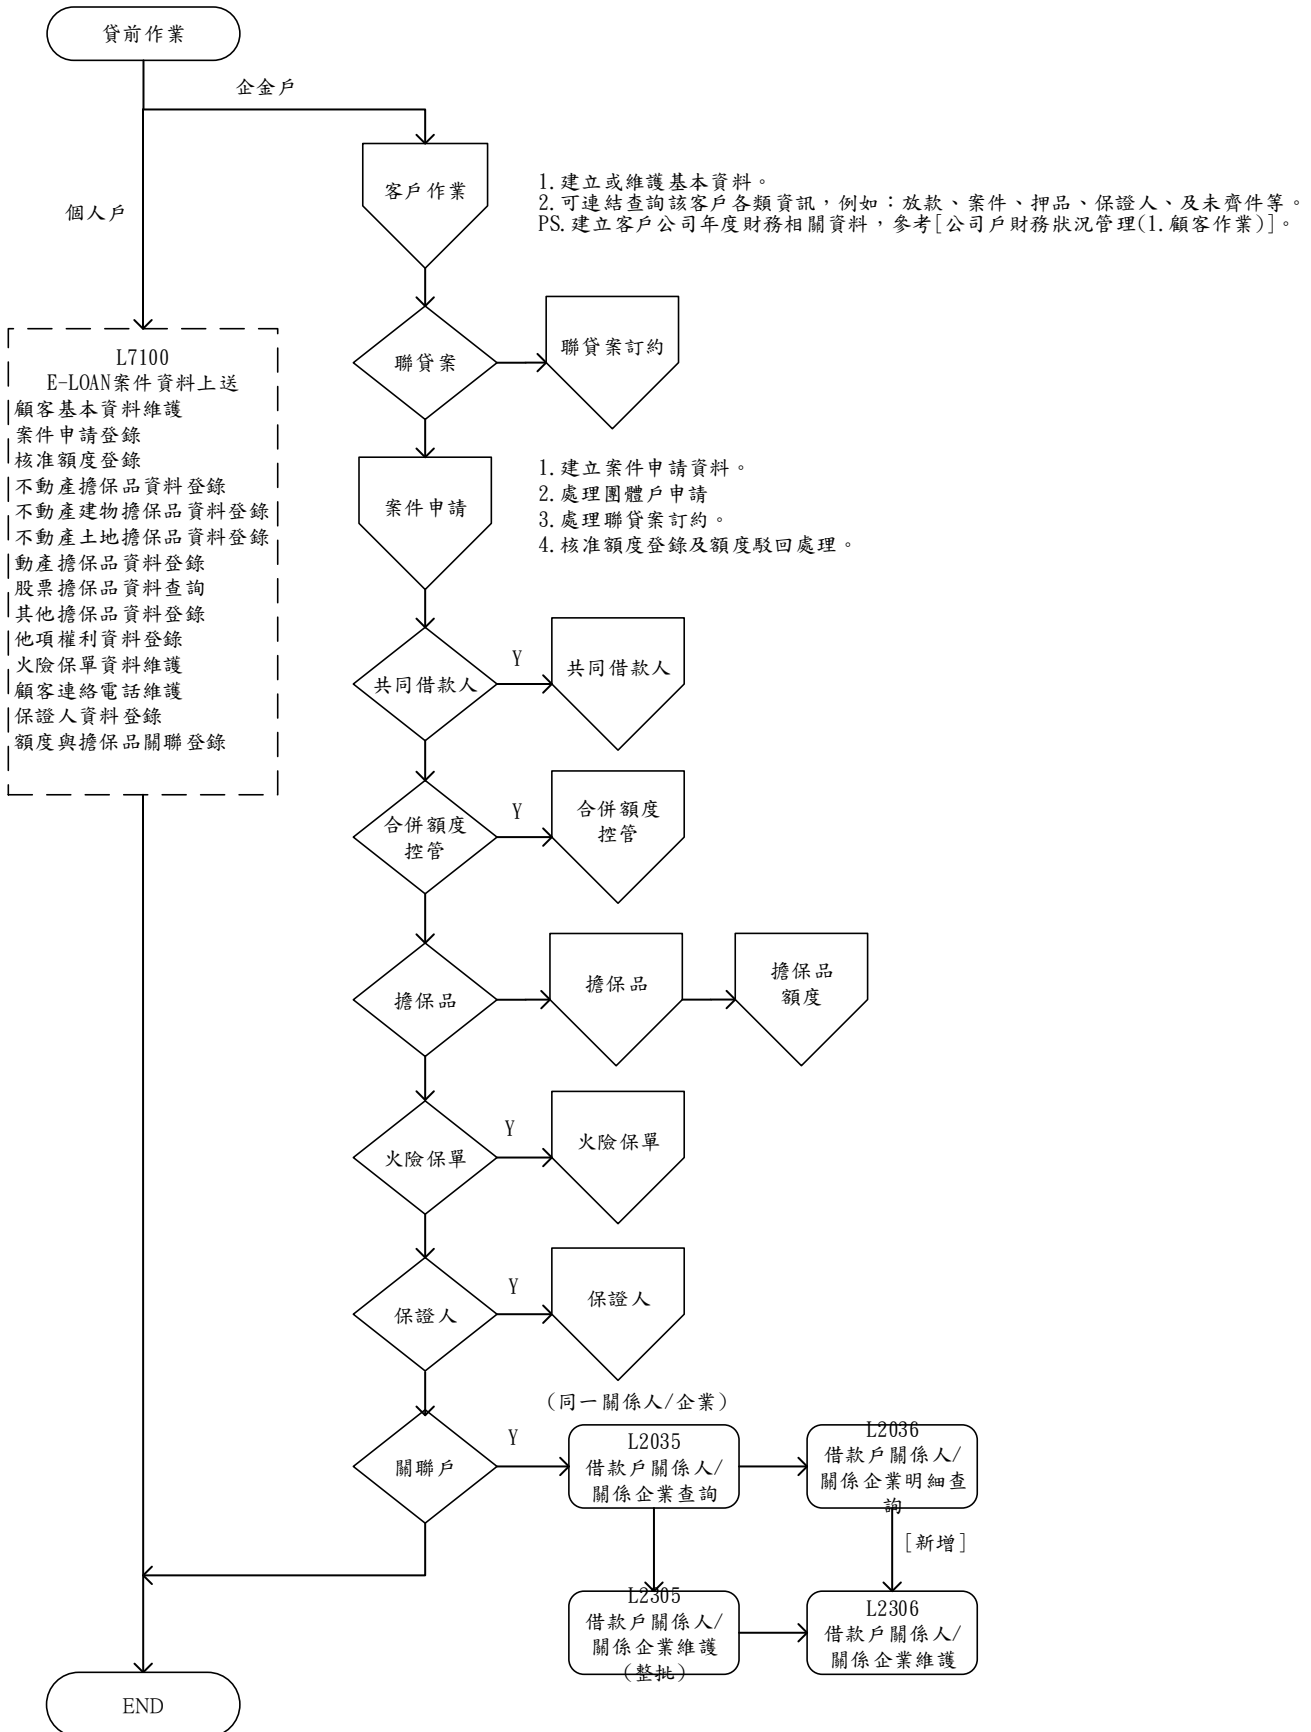 貸前作業
企金戶
個人戶
客戶作業
1.建立或維護基本資料。
2.可連結查詢該客戶各類資訊，例如：放款、案件、押品、保證人、及未齊件等。
PS.建立客戶公司年度財務相關資料，參考[公司戶財務狀況管理(1.顧客作業)]。
聯貸案
聯貸案訂約
L7100
E-LOAN案件資料上送
顧客基本資料維護
案件申請登錄
核准額度登錄
不動產擔保品資料登錄
不動產建物擔保品資料登錄
不動產土地擔保品資料登錄
動產擔保品資料登錄
股票擔保品資料查詢
其他擔保品資料登錄
他項權利資料登錄
火險保單資料維護
顧客連絡電話維護
保證人資料登錄
額度與擔保品關聯登錄
案件申請
1.建立案件申請資料。
2.處理團體戶申請
3.處理聯貸案訂約。
4.核准額度登錄及額度駁回處理。
共同借款人
Y
共同借款人
合併額度
控管
Y
合併額度
控管
擔保品
擔保品
擔保品
額度
火險保單
Y
火險保單
保證人
Y
保證人
(同一關係人/企業)
關聯戶
Y
L2035
借款戶關係人/
關係企業查詢
L2036
借款戶關係人/
關係企業明細查
詢
[新增]
L2305
借款戶關係人/
關係企業維護
(整批)
L2306
借款戶關係人/
關係企業維護
END